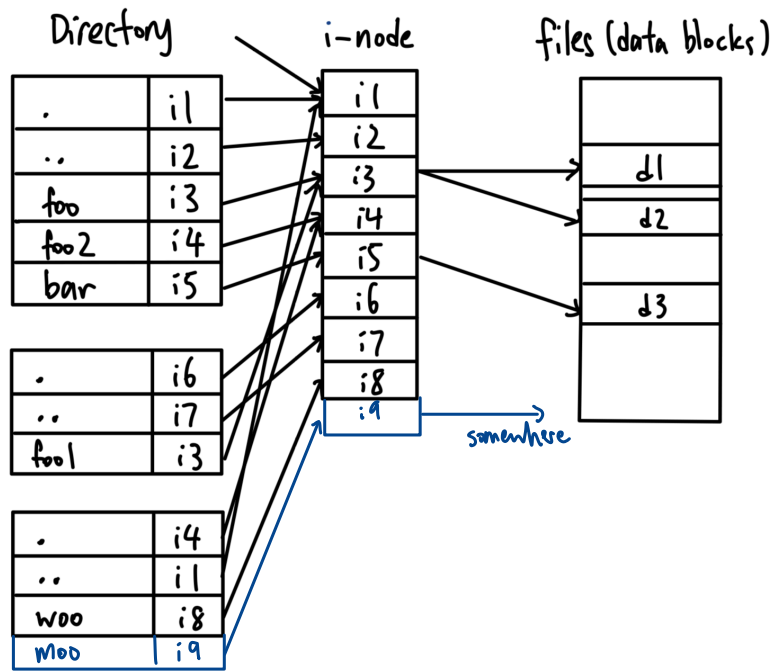 Directory
i-node
files (data blocks)
. i1
.. i2
foo i3
foo2 i4
bar i5
. i6
.. i7
foo1 i3
. i4
.. i1
woo i8
moo i9
i1
i2
i3
i4
i5
i6
i7
i8
i9
somewhere
d1
d2
d3